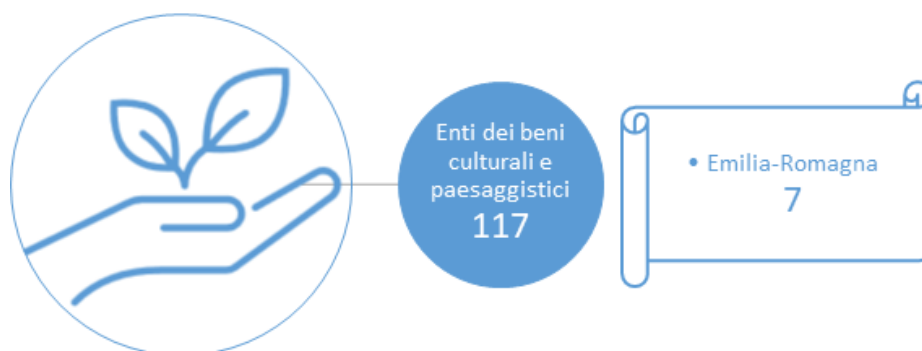 Enti dei beni
culturali e
paesaggistici
117
• Emilia-Romagna
7